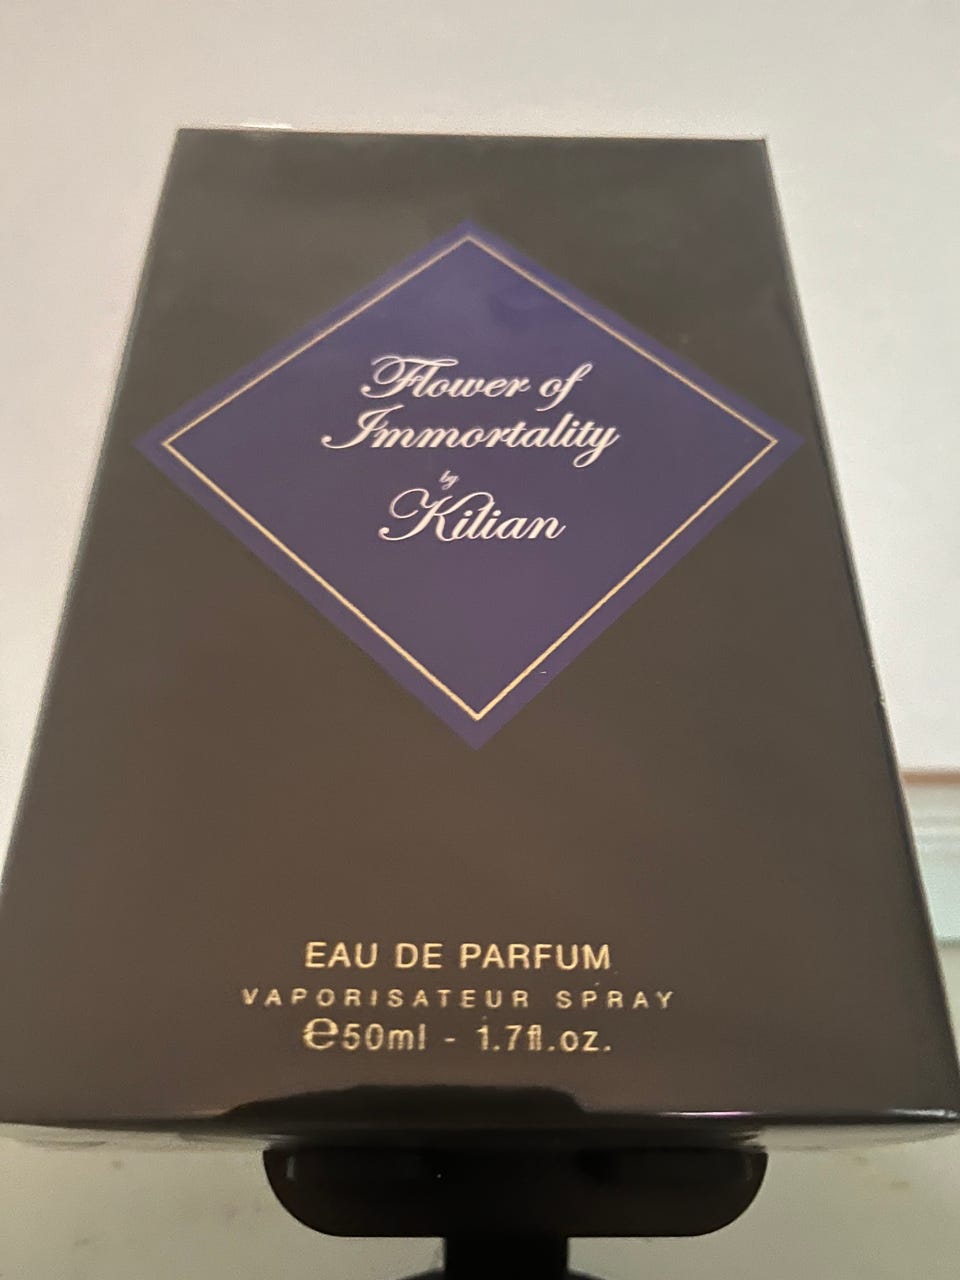 Flower of
Immortality
by
Kilian
EAU DE PARFUM
VAPORISATEUR SPRAY
℮50ml - 1.7fl.oz.